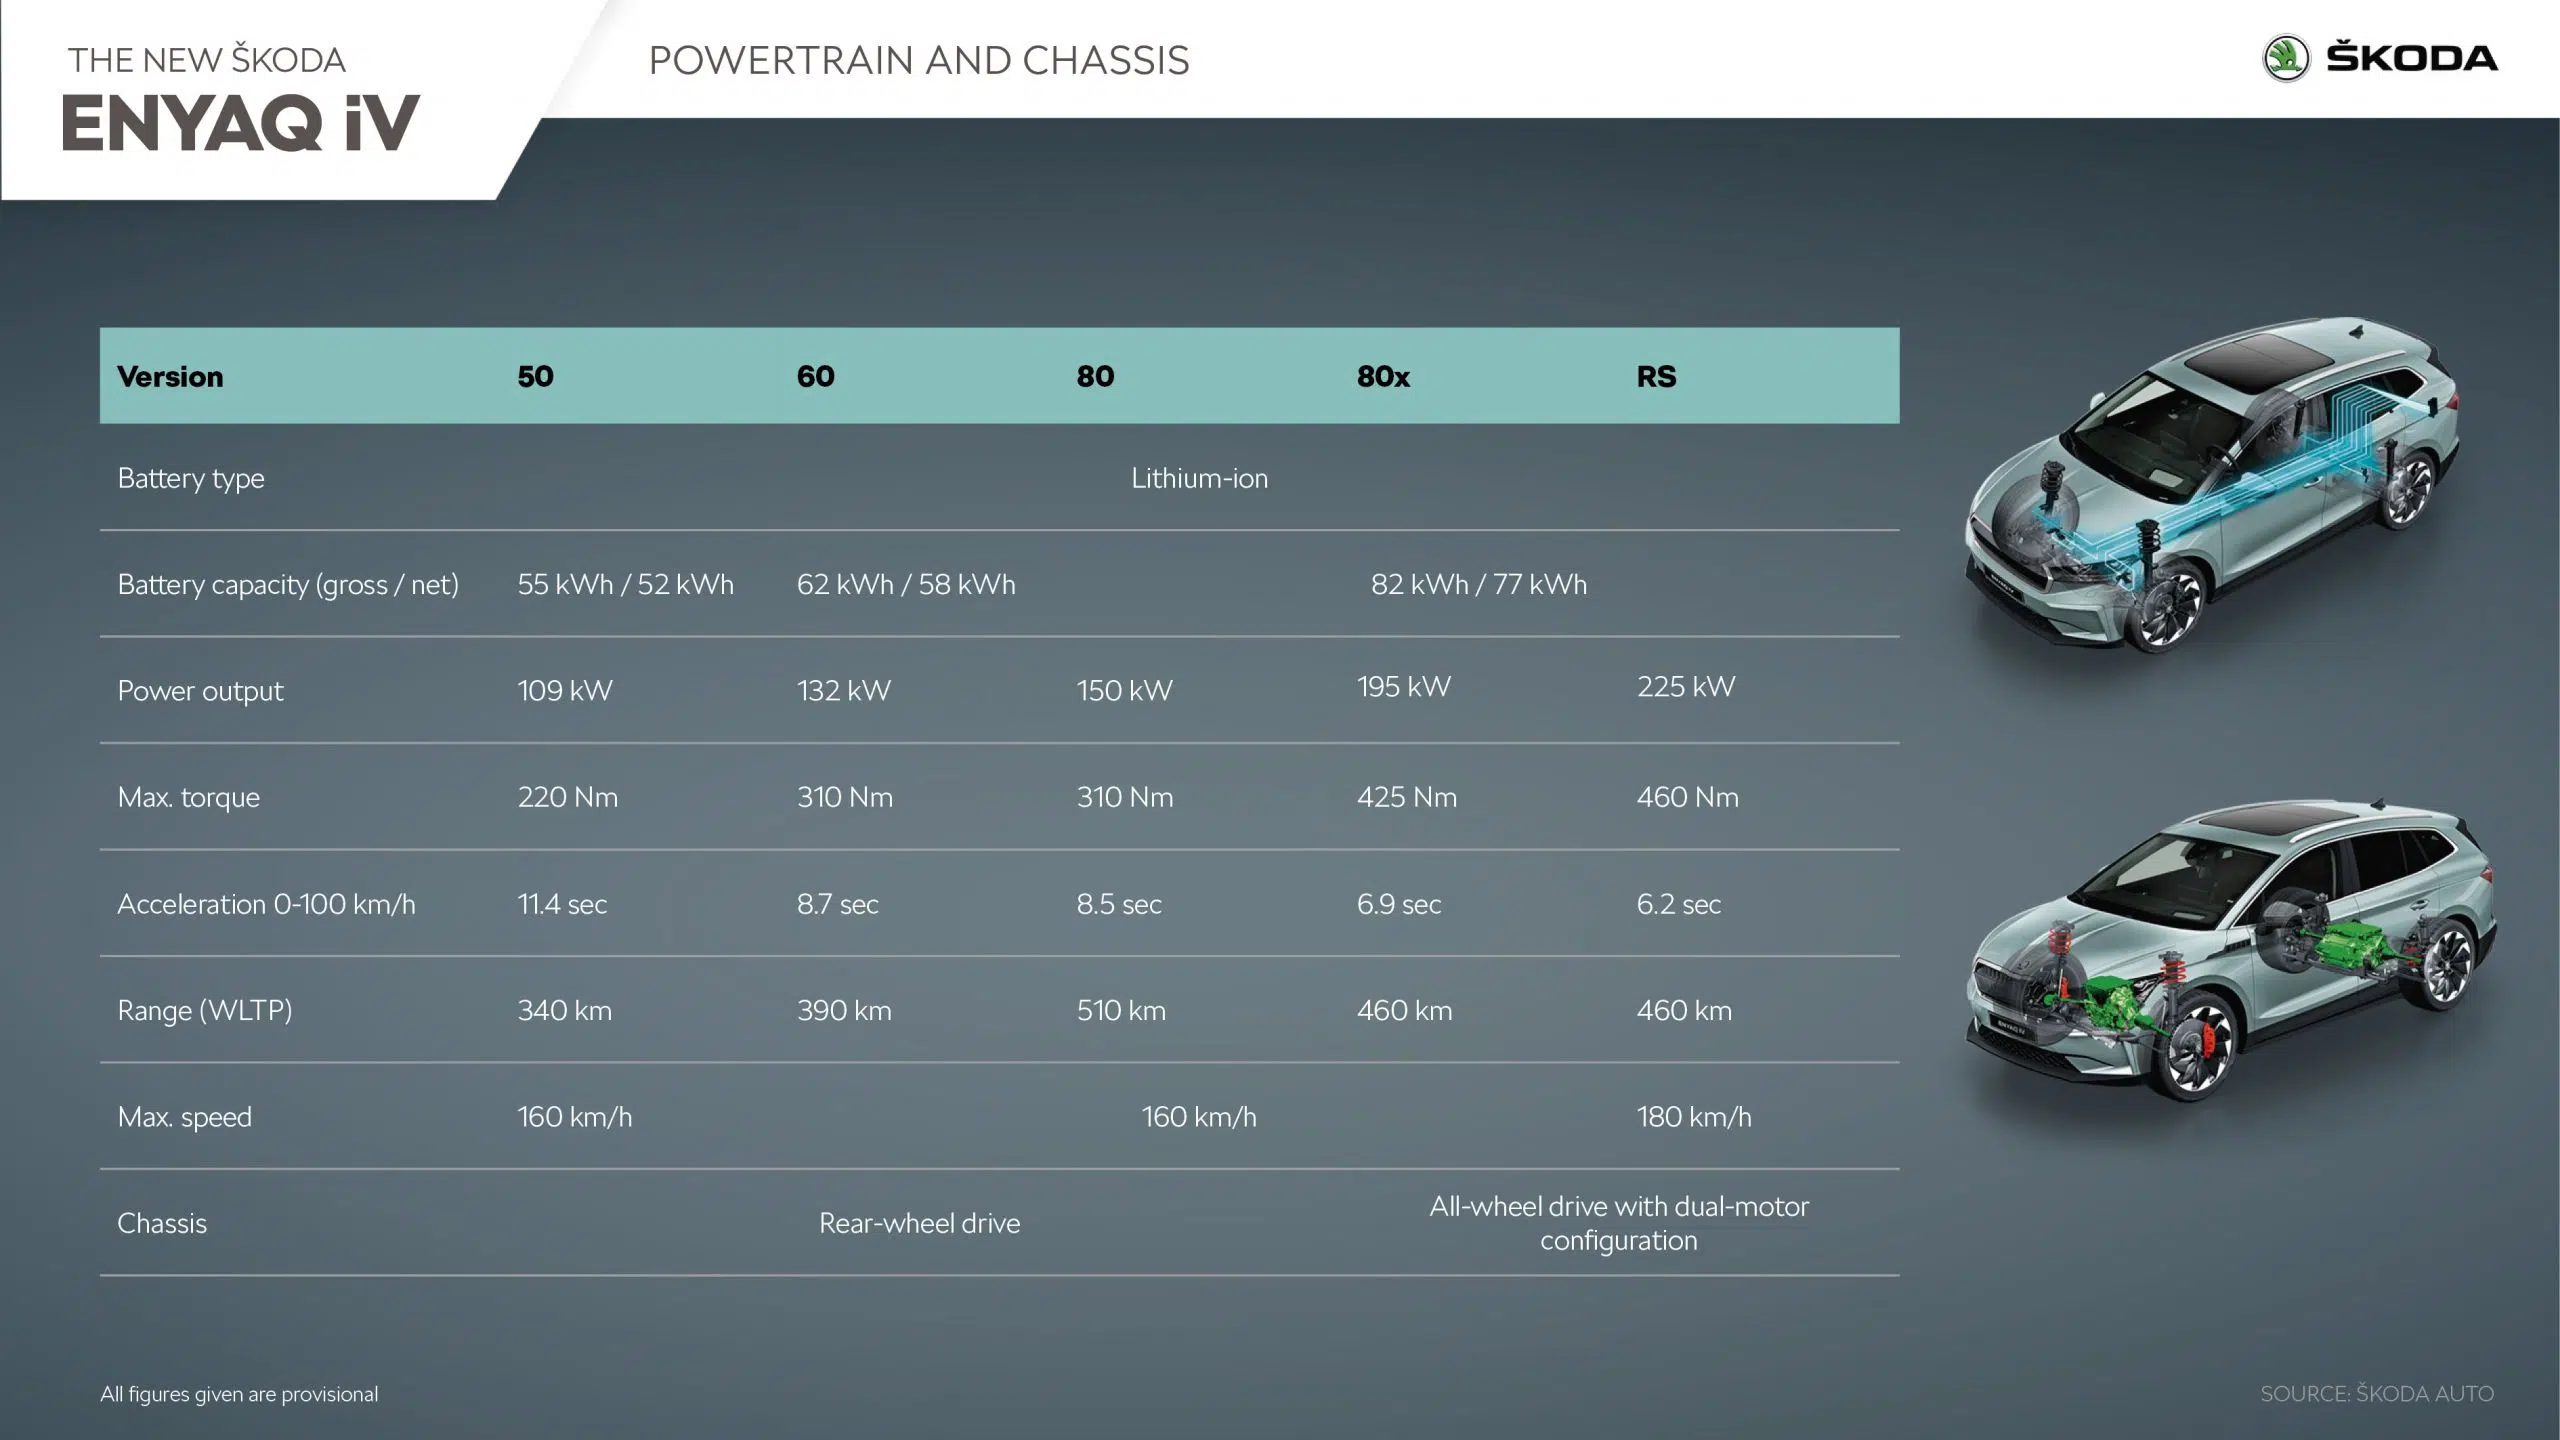 THE NEW ŠKODA
ENYAQ iV
POWERTRAIN AND CHASSIS
ŠKODA
Version 50 60 80 80x RS
Battery type Lithium-ion
Battery capacity (gross / net) 55 kWh / 52 kWh 62 kWh / 58 kWh 82 kWh / 77 kWh
Power output 109 kW 132 kW 150 kW 195 kW 225 kW
Max. torque 220 Nm 310 Nm 310 Nm 425 Nm 460 Nm
Acceleration 0-100 km/h 11.4 sec 8.7 sec 8.5 sec 6.9 sec 6.2 sec
Range (WLTP) 340 km 390 km 510 km 460 km 460 km
Max. speed 160 km/h 160 km/h 180 km/h
Chassis Rear-wheel drive All-wheel drive with dual-motor
configuration
ENYAQ iV
ENYAQ iV
All figures given are provisional
SOURCE: ŠKODA AUTO